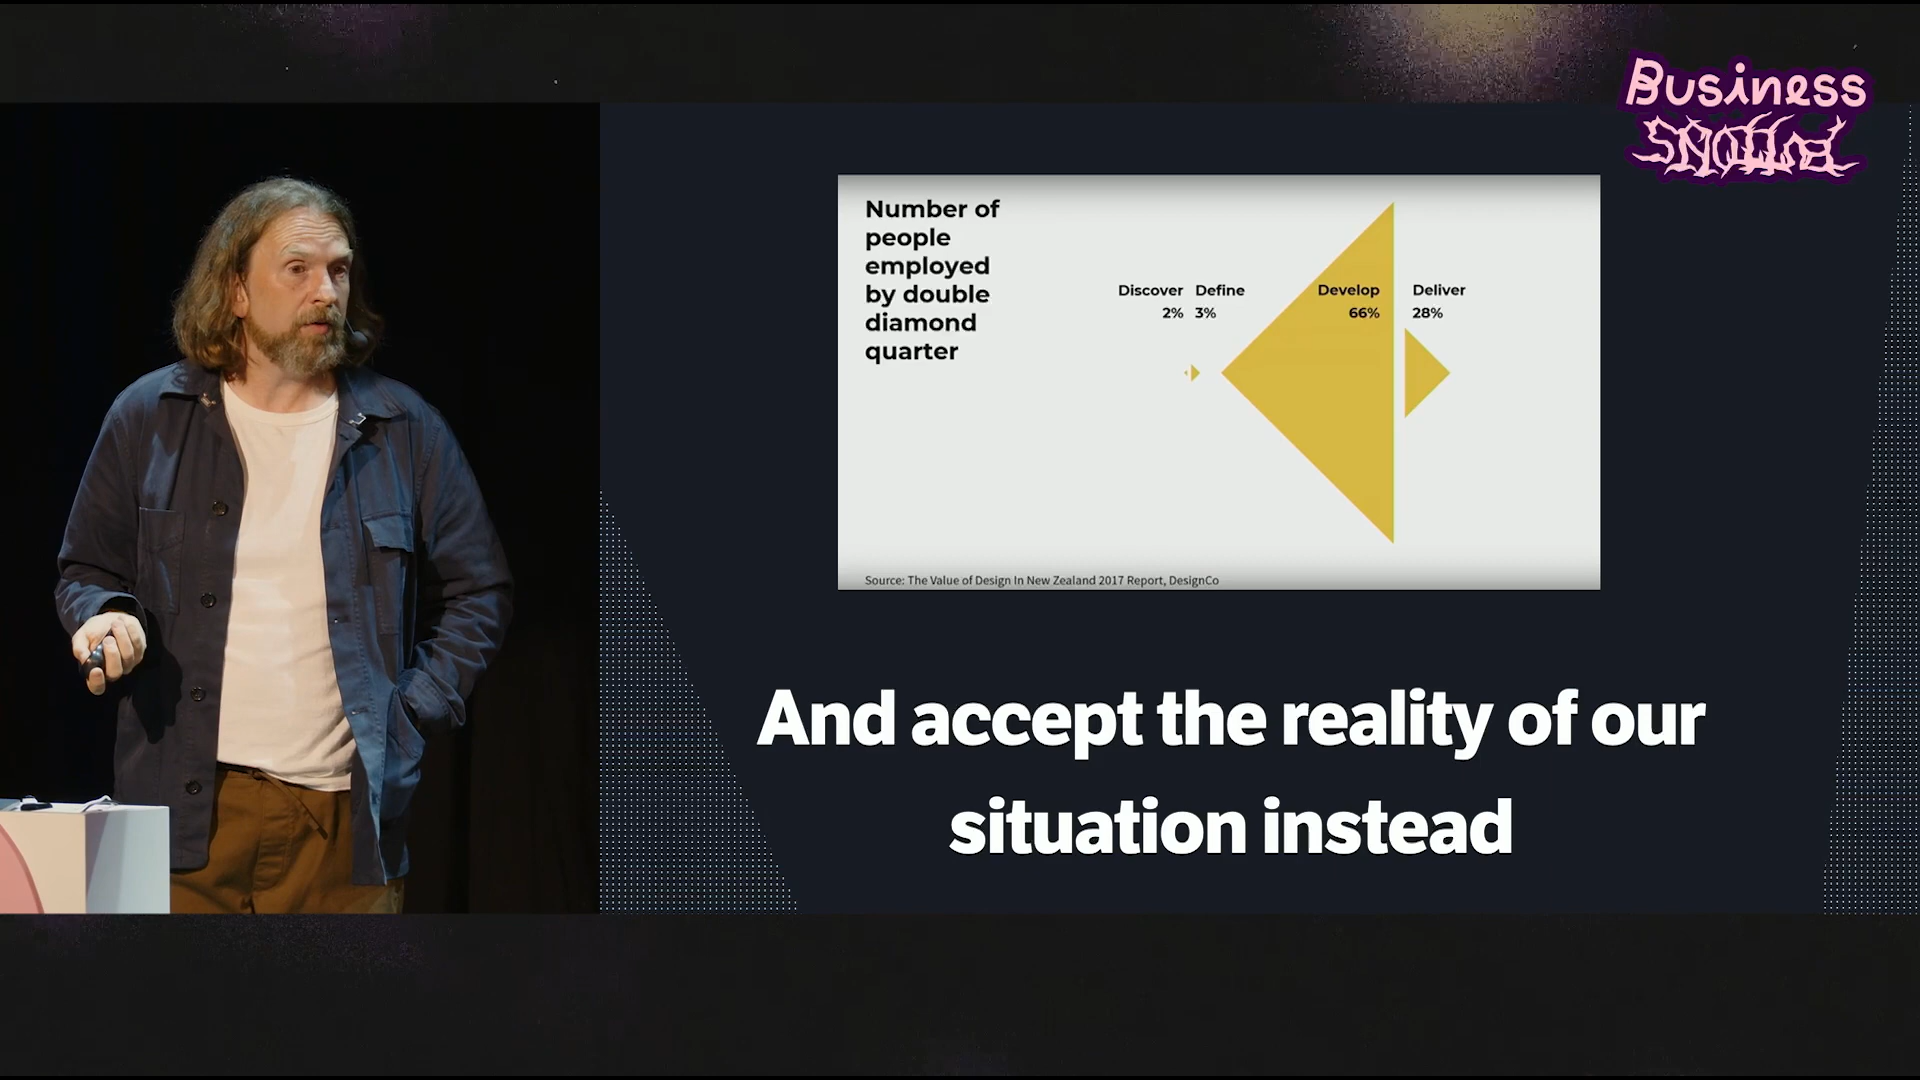 Business
Number of
people
employed
by double
diamond
quarter
Discover Define Develop Deliver
2% 3% 66% 28%
Source: The Value of Design In New Zealand 2017 Report, DesignCo
And accept the reality of our
situation instead